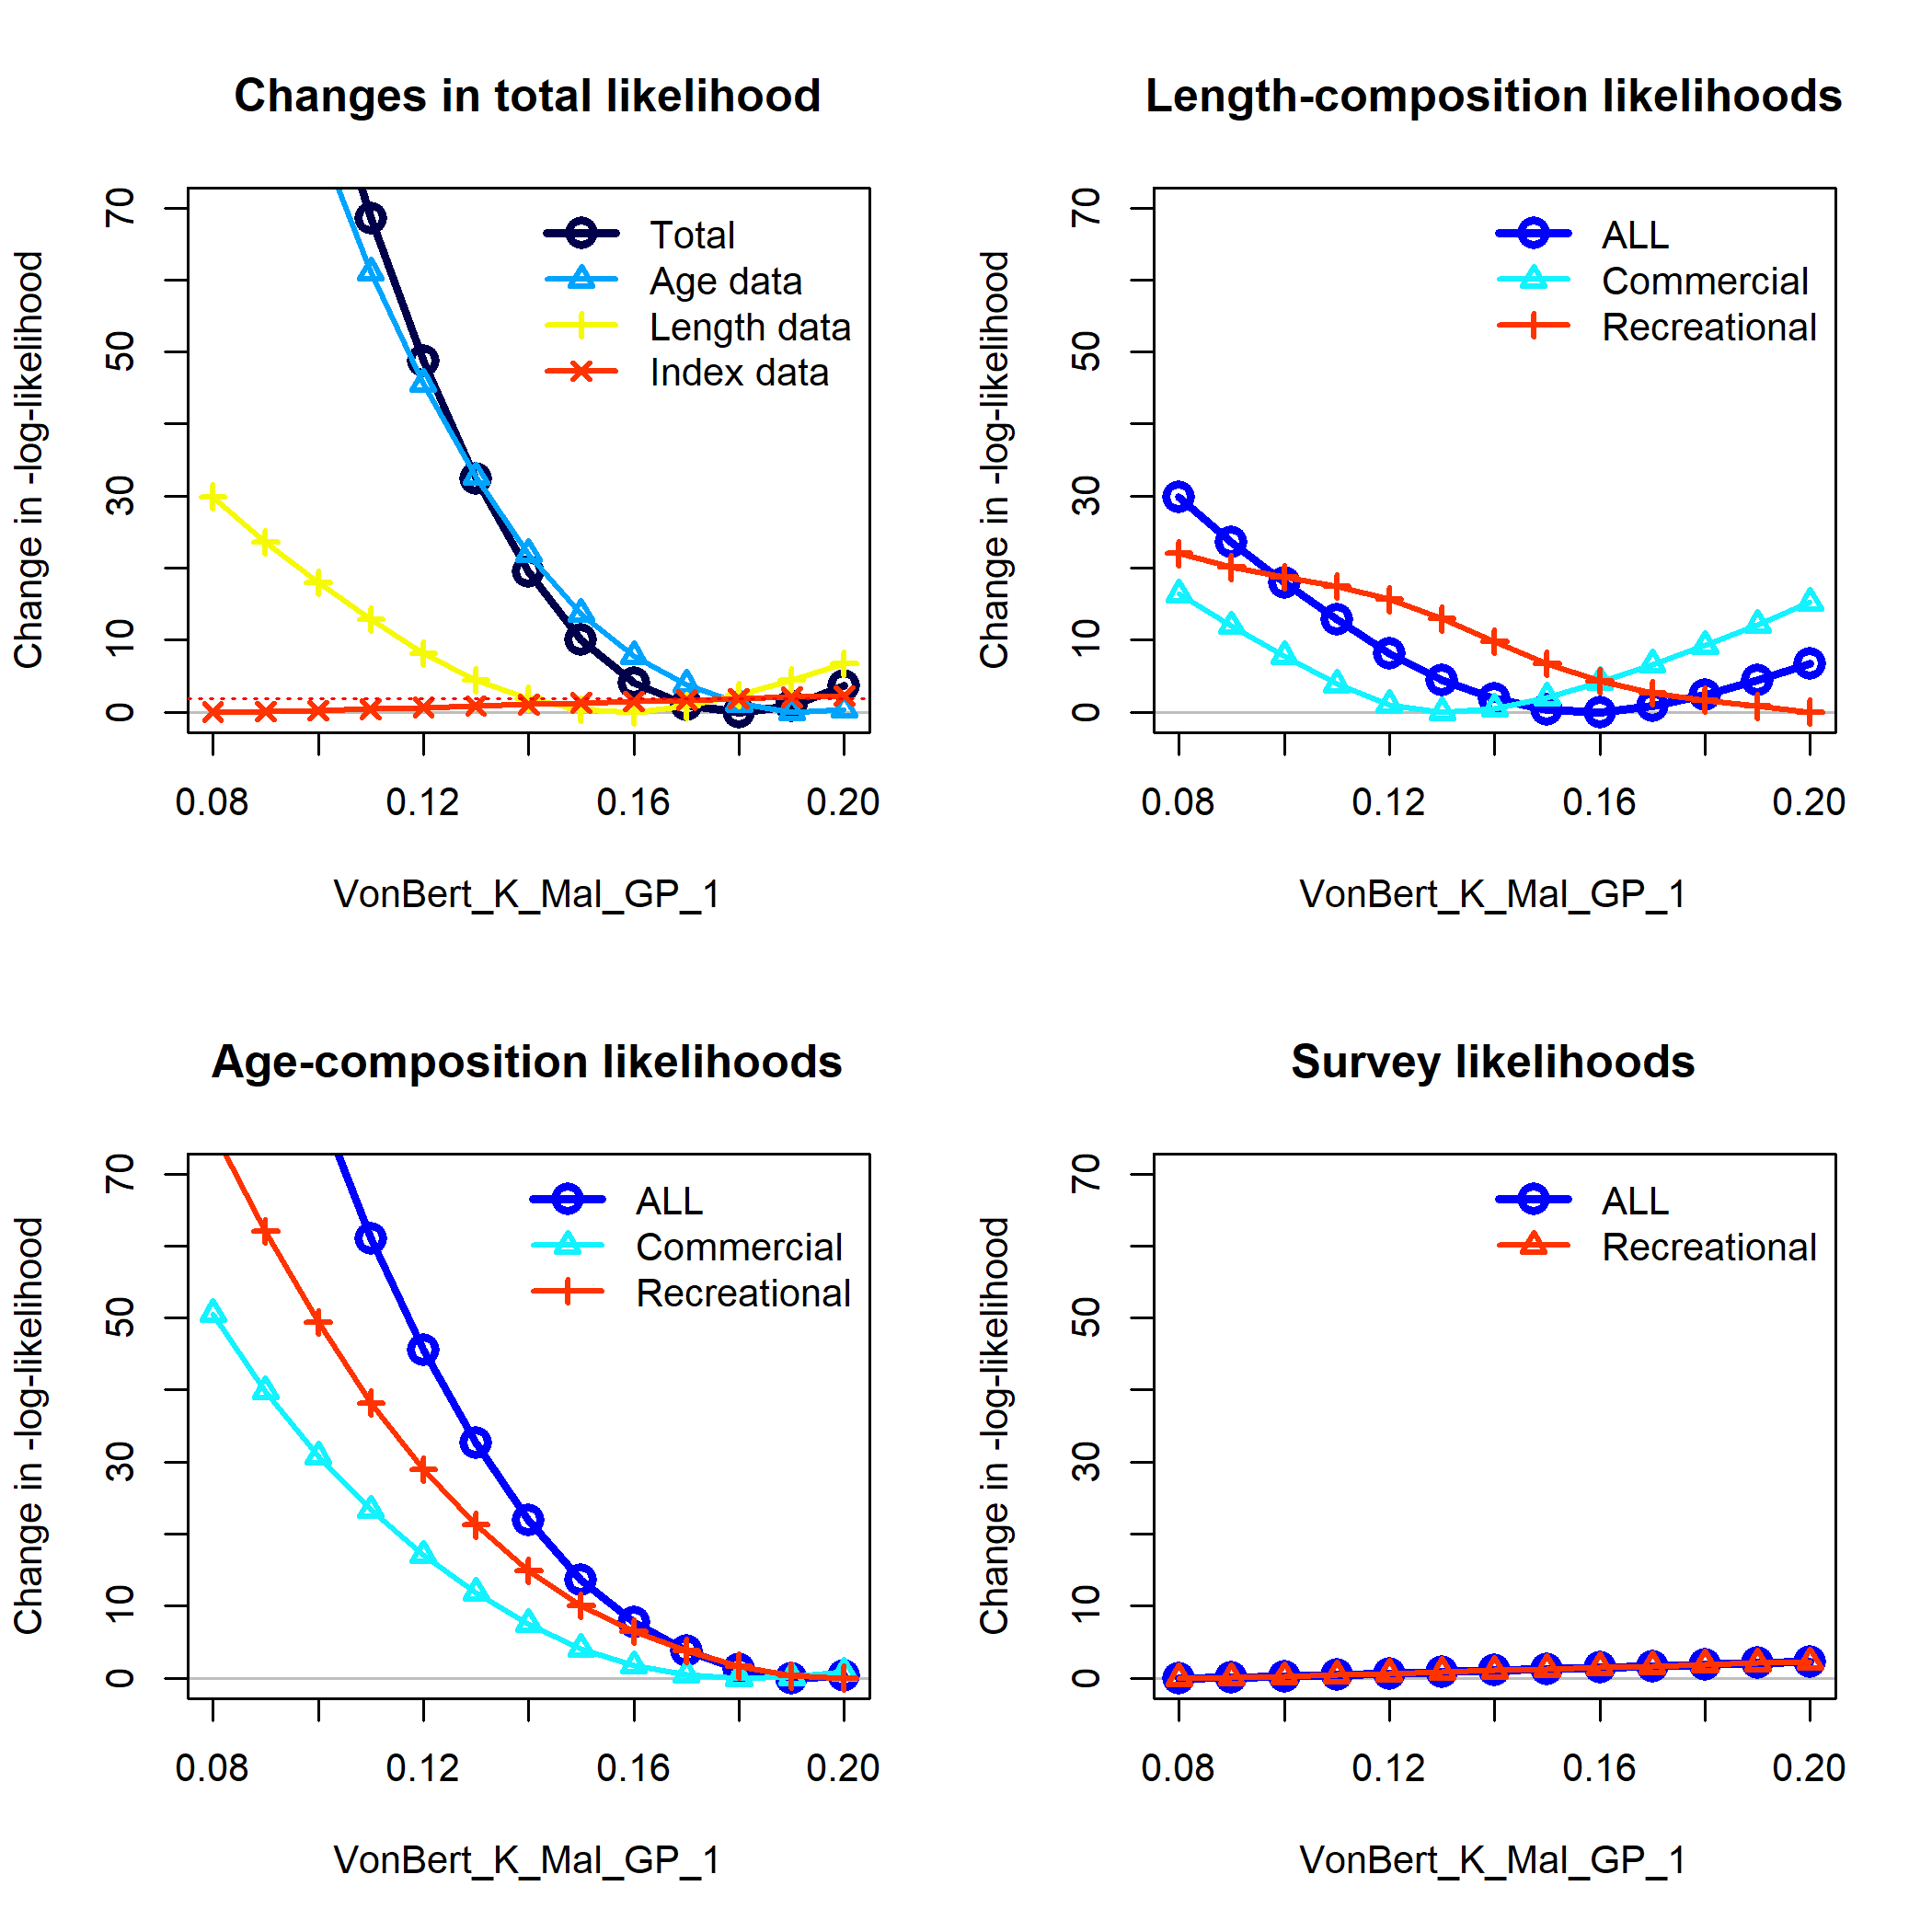 Changes in total likelihood
Change in -log-likelihood
70
50
30
10
0
Total
Age data
Length data
Index data
0.08
0.12
0.16
0.20
VonBert_K_Mal_GP_1
Length-composition likelihoods
Change in -log-likelihood
70
50
30
10
0
ALL
Commercial
Recreational
0.08
0.12
0.16
0.20
VonBert_K_Mal_GP_1
Age-composition likelihoods
Change in -log-likelihood
70
50
30
10
0
ALL
Commercial
Recreational
0.08
0.12
0.16
0.20
VonBert_K_Mal_GP_1
Survey likelihoods
Change in -log-likelihood
70
50
30
10
0
ALL
Recreational
0.08
0.12
0.16
0.20
VonBert_K_Mal_GP_1